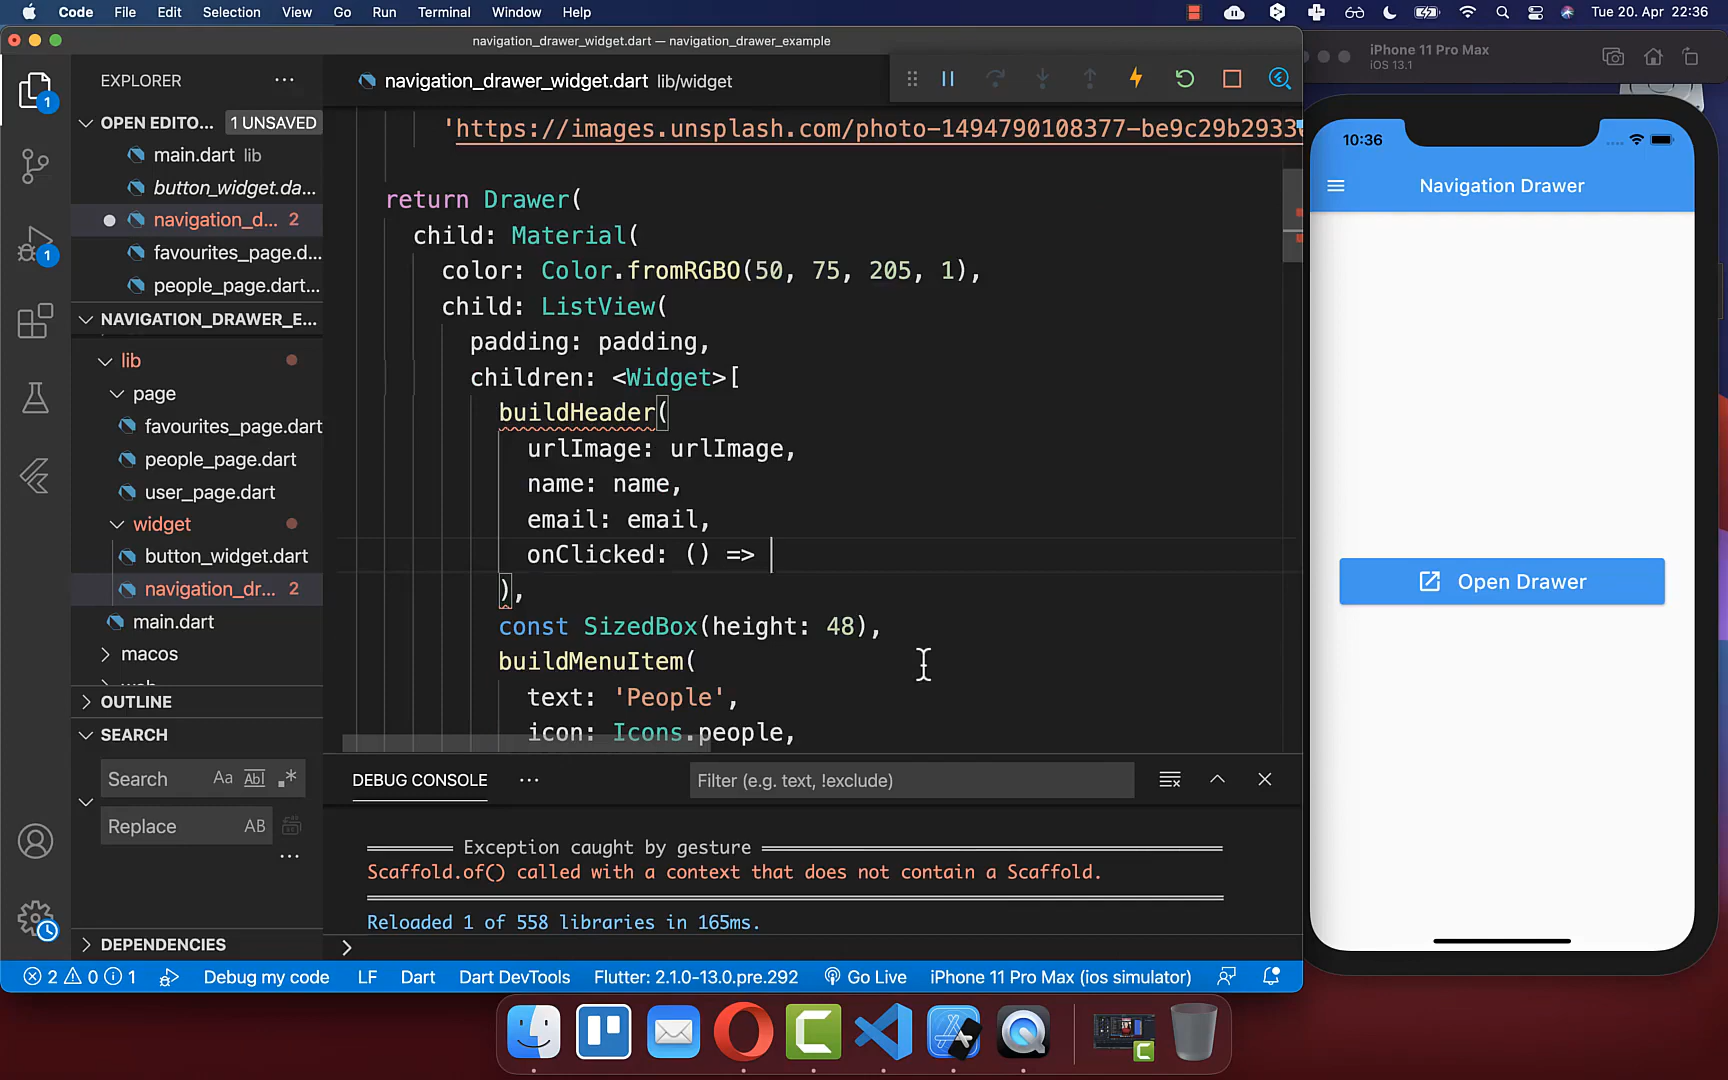 Code File Edit Selection View Go Run Terminal Window Help
Tue 20. Apr 22:36
navigation_drawer_widget.dart — navigation_drawer_example
EXPLORER
navigation_drawer_widget.dart lib/widget
OPEN EDITO... 1 UNSAVED
main.dart lib
button_widget.da...
navigation_d... 2
favourites_page.d...
people_page.dart...
NAVIGATION_DRAWER_E...
lib
page
favourites_page.dart
people_page.dart
user_page.dart
widget
button_widget.dart
navigation_dr... 2
main.dart
macos
OUTLINE
SEARCH
Search Aa Abl .*
Replace AB
DEPENDENCIES
1
1
'https://images.unsplash.com/photo-1494790108377-be9c29b2933
return Drawer(
child: Material(
color: Color.fromRGBO(50, 75, 205, 1),
child: ListView(
padding: padding,
children: <Widget>[
buildHeader(
urlImage: urlImage,
name: name,
email: email,
onClicked: () =>
),
const SizedBox(height: 48),
buildMenuItem(
text: 'People',
icon: Icons.people,
DEBUG CONSOLE ... Filter (e.g. text, !exclude)
Exception caught by gesture
Scaffold.of() called with a context that does not contain a Scaffold.
Reloaded 1 of 558 libraries in 165ms.
>
2 0 1 Debug my code LF Dart Dart DevTools Flutter: 2.1.0-13.0.pre.292 Go Live iPhone 11 Pro Max (ios simulator)
iPhone 11 Pro Max
iOS 13.1
10:36
Navigation Drawer
Open Drawer